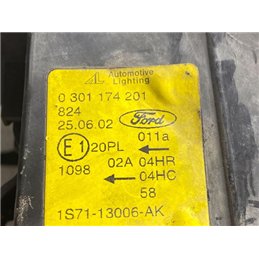 AL Automotive
Lighting
0 301 174 201
824
25.06.02 Ford
011a
E1 20PL ←
1098 02A 04HR
← 04HC
58
1S71-13006-AK